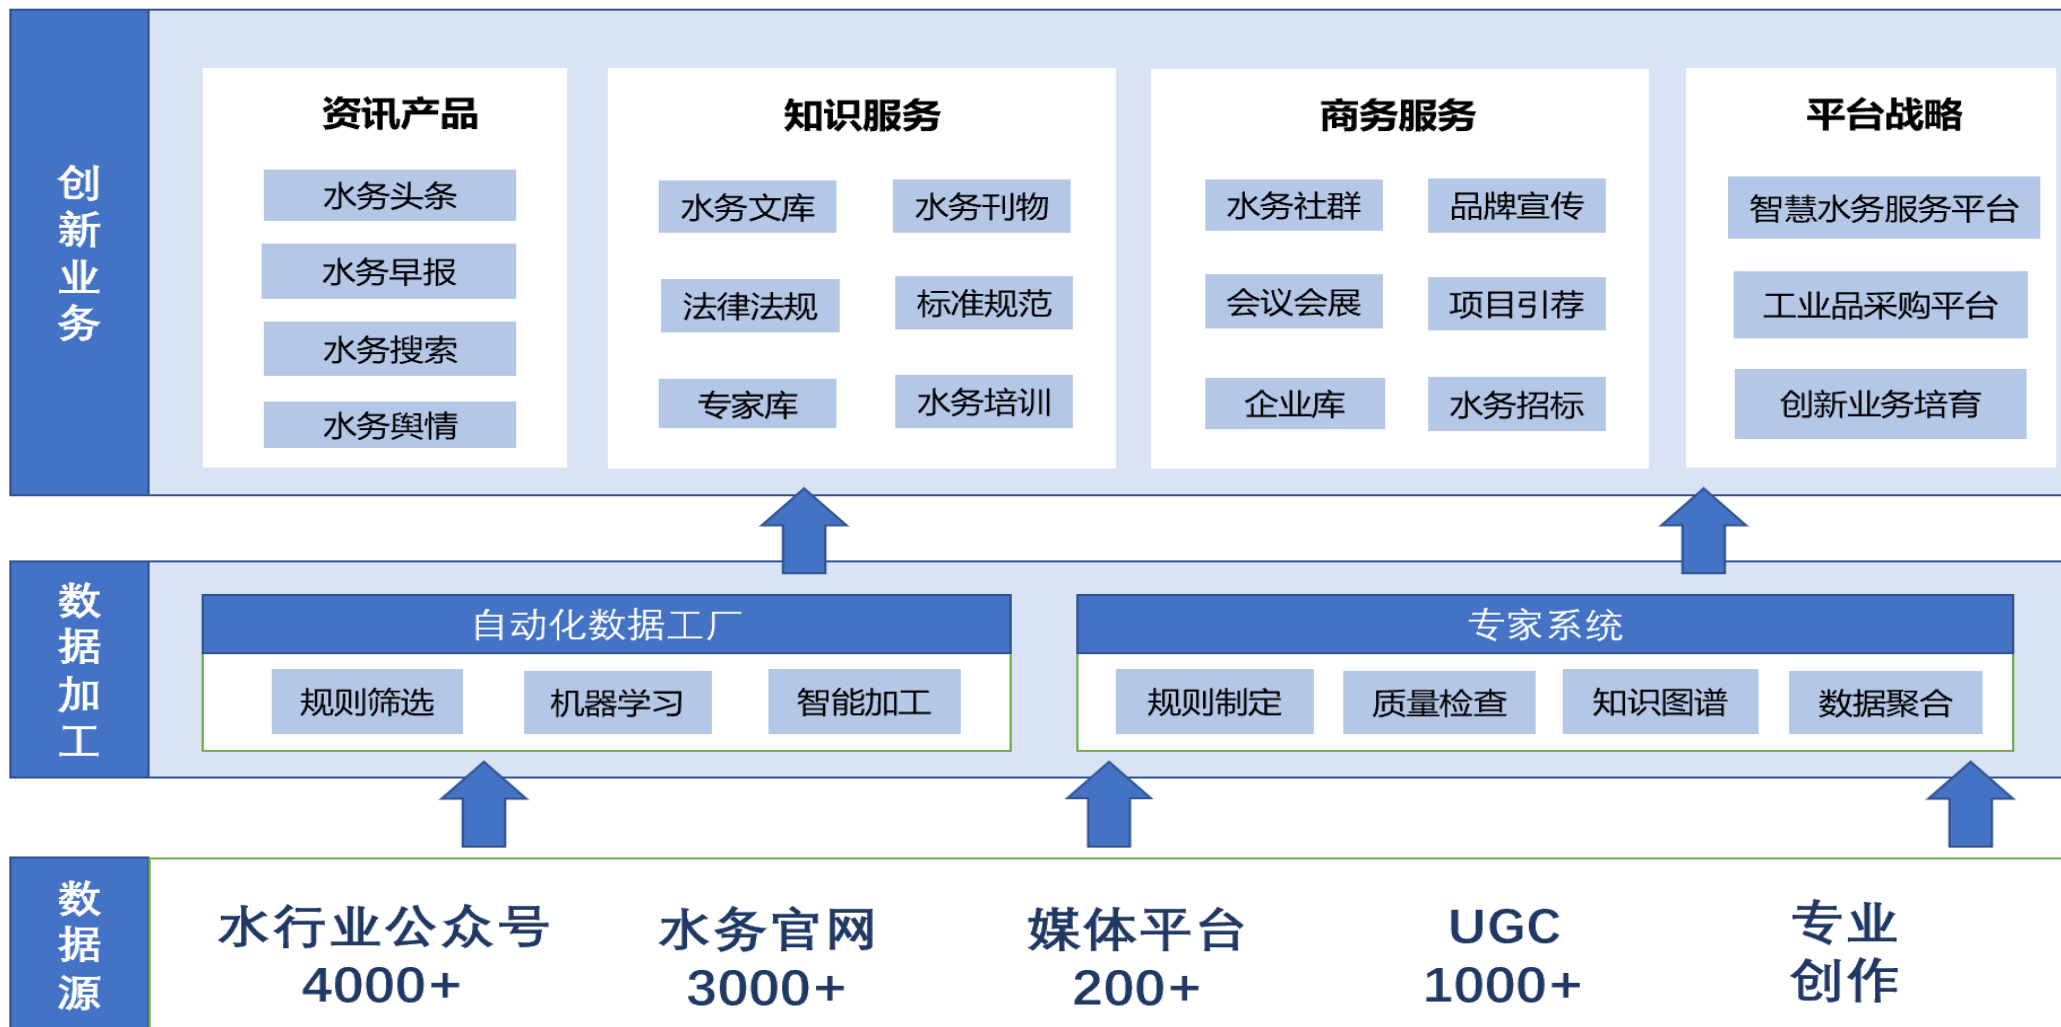 创新业务
资讯产品
水务头条
水务早报
水务搜索
水务舆情
知识服务
水务文库
水务刊物
法律法规
标准规范
专家库
水务培训
商务服务
水务社群
品牌宣传
会议会展
项目引荐
企业库
水务招标
平台战略
智慧水务服务平台
工业品采购平台
创新业务培育
数据加工
自动化数据工厂
规则筛选
机器学习
智能加工
专家系统
规则制定
质量检查
知识图谱
数据聚合
数据源
水行业公众号
4000+
水务官网
3000+
媒体平台
200+
UGC
1000+
专业
创作